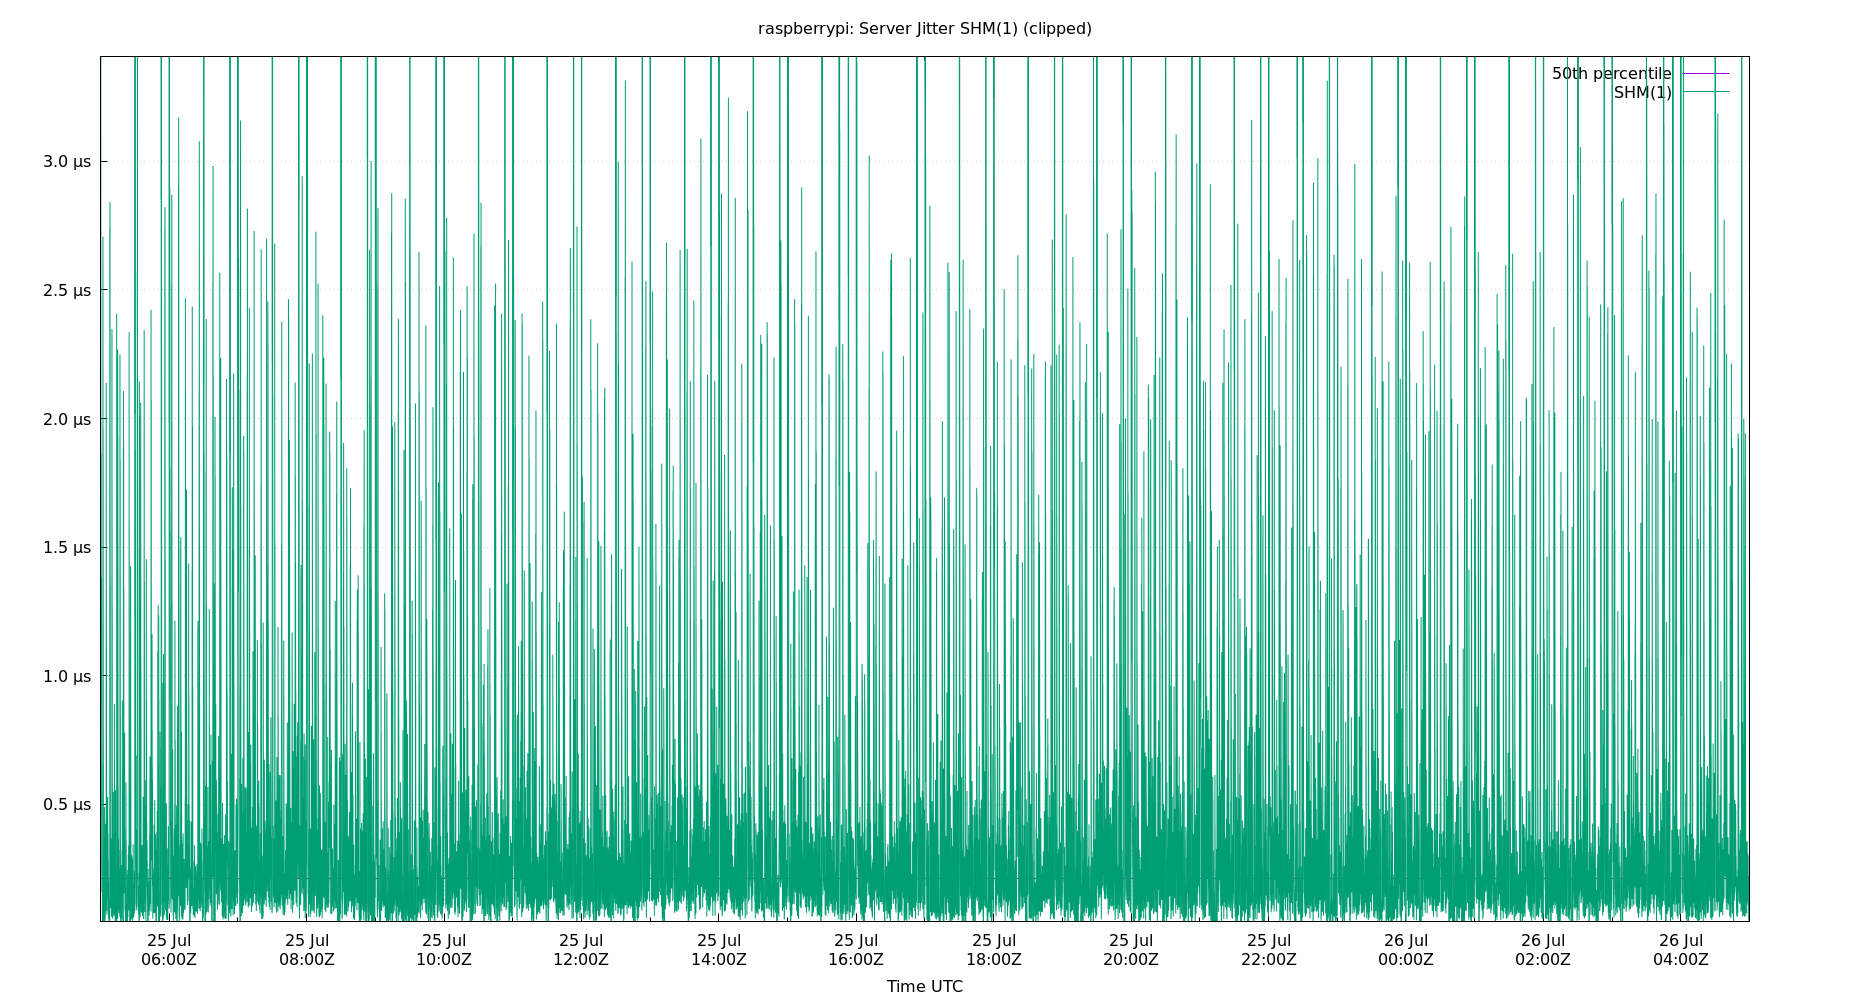 raspberrypi: Server Jitter SHM(1) (clipped)
50th percentile
SHM(1)
3.0 µs
2.5 µs
2.0 µs
1.5 µs
1.0 µs
0.5 µs
25 Jul 25 Jul 25 Jul 25 Jul 25 Jul 25 Jul 25 Jul 25 Jul 25 Jul 26 Jul 26 Jul 26 Jul
06:00Z 08:00Z 10:00Z 12:00Z 14:00Z 16:00Z 18:00Z 20:00Z 22:00Z 00:00Z 02:00Z 04:00Z
Time UTC